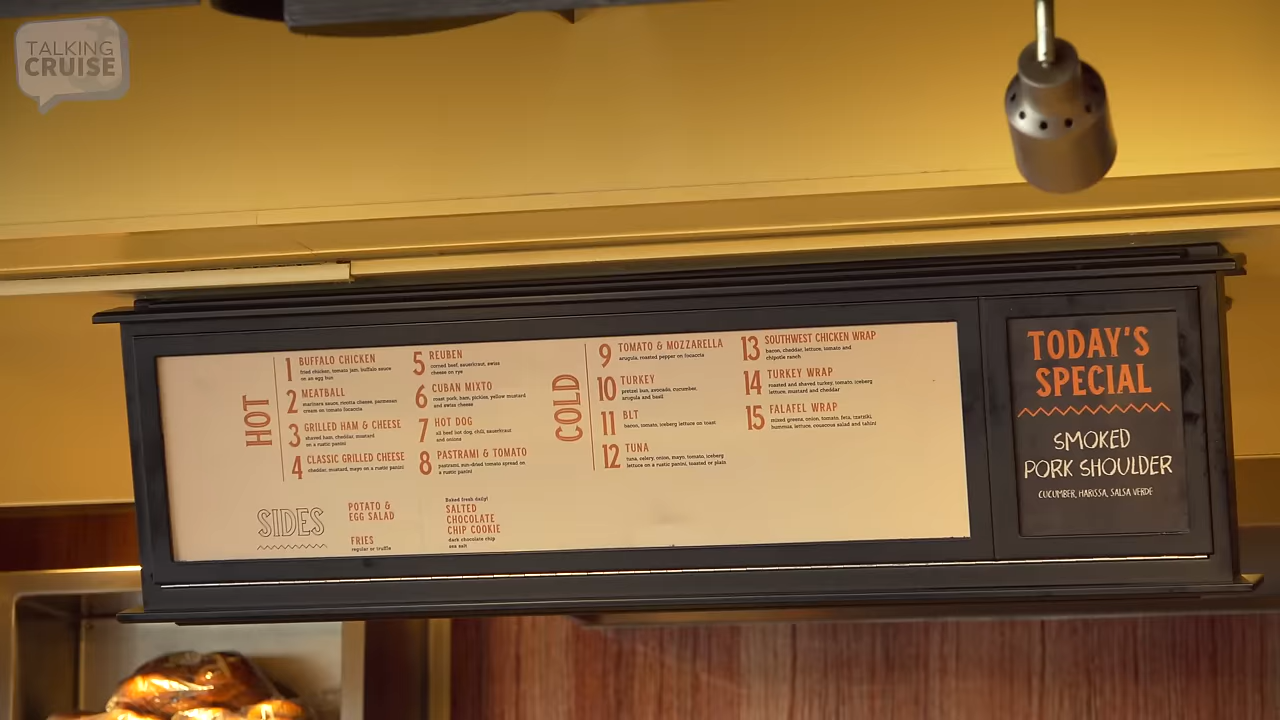 TALKING
CRUISE
HOT
1 BUFFALO CHICKEN
fried chicken, tomato jam, buffalo sauce
on an egg bun
2 MEATBALL
marinara sauce, ricotta cheese, parmesan
cream on tomato focaccia
3 GRILLED HAM & CHEESE
shaved ham, cheddar, mustard
on a rustic panini
4 CLASSIC GRILLED CHEESE
cheddar, mustard, mayo on a rustic panini
5 REUBEN
corned beef, sauerkraut, swiss
cheese on rye
6 CUBAN MIXTO
roast pork, ham, pickles, yellow mustard
and swiss cheese
7 HOT DOG
all beef hot dog, chili, sauerkraut
and onions
8 PASTRAMI & TOMATO
pastrami, sun-dried tomato spread on
a rustic panini
COLD
9 TOMATO & MOZZARELLA
arugula, roasted pepper on focaccia
10 TURKEY
pretzel bun, avocado, cucumber,
arugula and basil
11 BLT
bacon, tomato, iceberg lettuce on toast
12 TUNA
tuna, celery, onion, mayo, tomato, iceberg
lettuce on a rustic panini, toasted or plain
13 SOUTHWEST CHICKEN WRAP
bacon, cheddar, lettuce, tomato and
chipotle ranch
14 TURKEY WRAP
roasted and shaved turkey, tomato, iceberg
lettuce, mustard and cheddar
15 FALAFEL WRAP
mixed greens, onion, tomato, feta, tzatziki,
hummus, lettuce, couscous salad and tahini
SIDES
POTATO &
EGG SALAD
FRIES
regular or truffle
Baked fresh daily!
SALTED
CHOCOLATE
CHIP COOKIE
dark chocolate chip
sea salt
TODAY'S
SPECIAL
SMOKED
PORK SHOULDER
CUCUMBER, HARISSA, SALSA VERDE